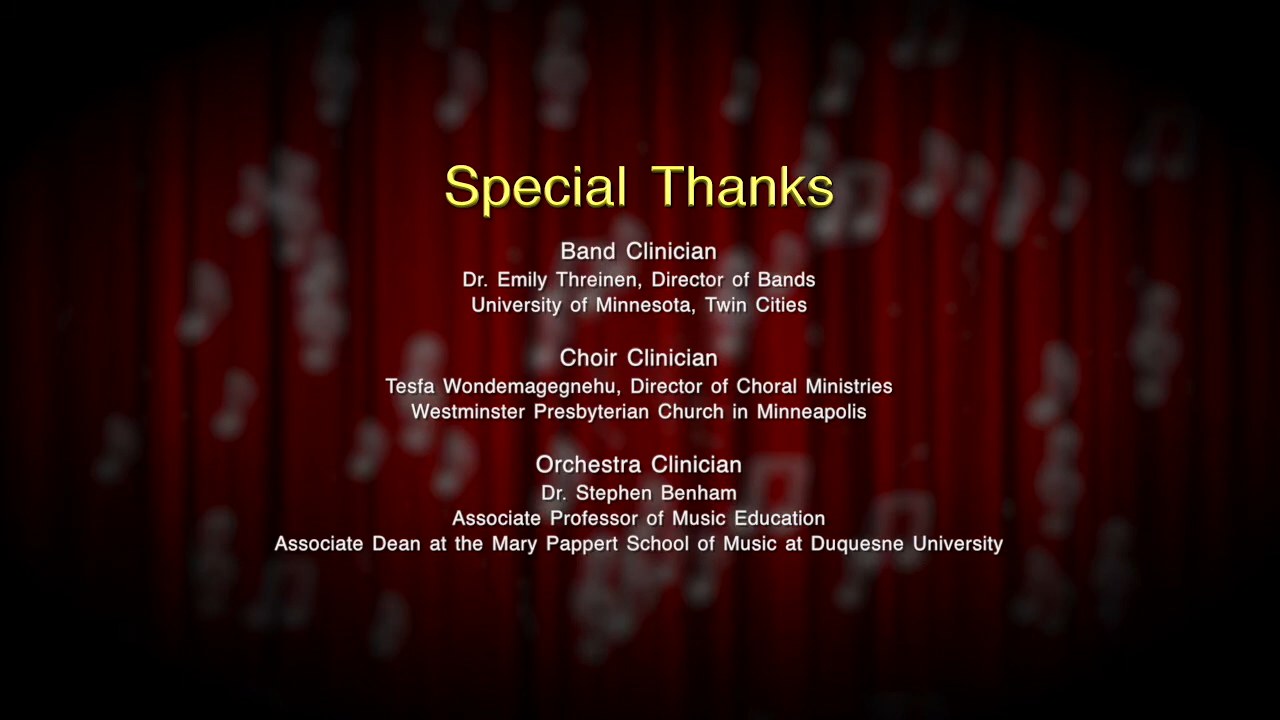 Special Thanks
Band Clinician
Dr. Emily Threinen, Director of Bands
University of Minnesota, Twin Cities
Choir Clinician
Tesfa Wondemagegnehu, Director of Choral Ministries
Westminster Presbyterian Church in Minneapolis
Orchestra Clinician
Dr. Stephen Benham
Associate Professor of Music Education
Associate Dean at the Mary Pappert School of Music at Duquesne University